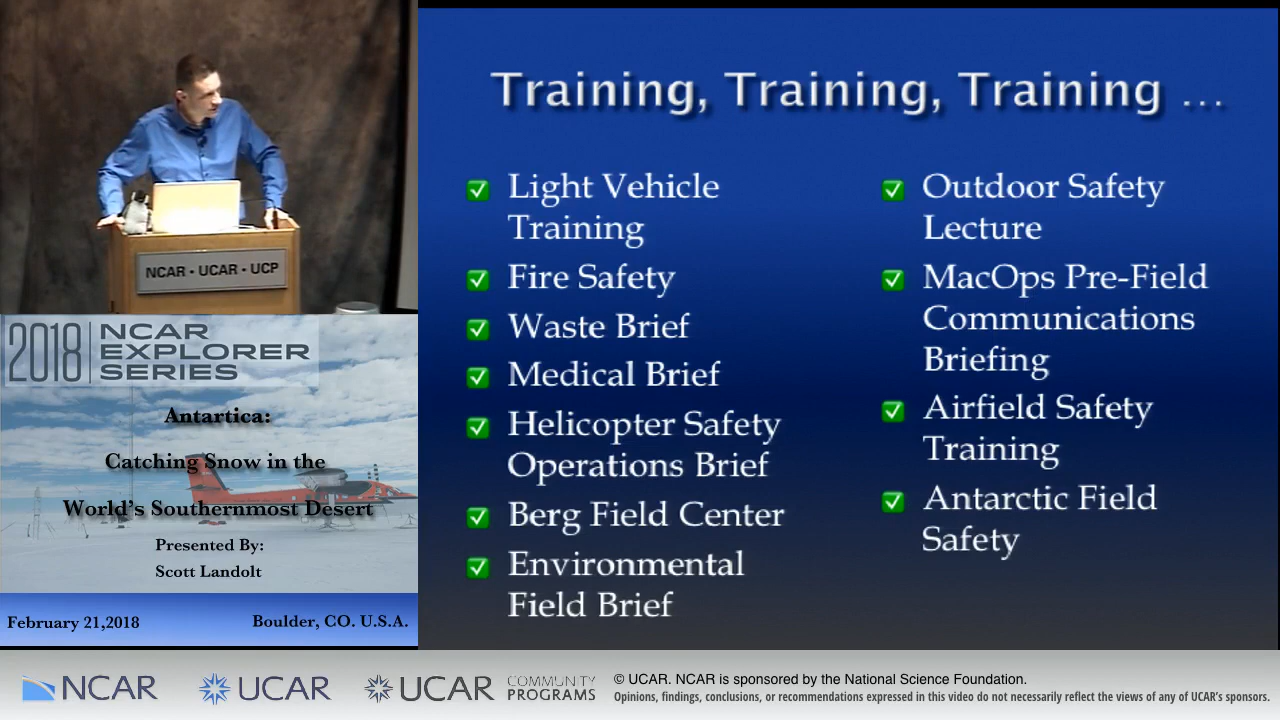 Training, Training, Training ...
Light Vehicle
Training
Fire Safety
Waste Brief
Medical Brief
Helicopter Safety
Operations Brief
Berg Field Center
Environmental
Field Brief
Outdoor Safety
Lecture
MacOps Pre-Field
Communications
Briefing
Airfield Safety
Training
Antarctic Field
Safety
NCAR • UCAR • UCP
2018 NCAR
EXPLORER
SERIES
Antartica:
Catching Snow in the
World's Southernmost Desert
Presented By:
Scott Landolt
February 21,2018
Boulder, CO. U.S.A.
NCAR
UCAR
UCAR
COMMUNITY
PROGRAMS
© UCAR. NCAR is sponsored by the National Science Foundation.
Opinions, findings, conclusions, or recommendations expressed in this video do not necessarily reflect the views of any of UCAR's sponsors.